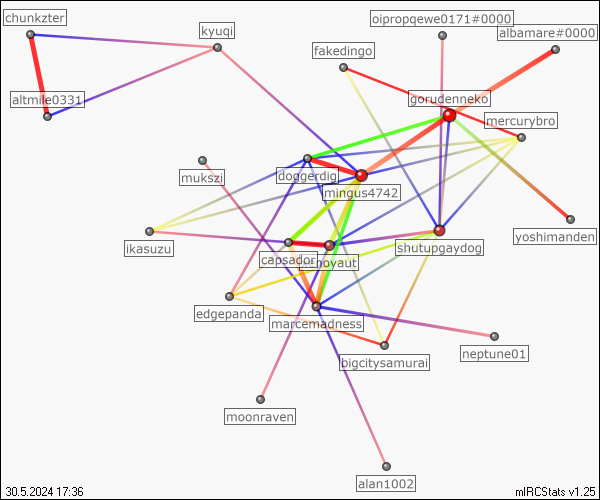 chunkzter
kyuqi
oipropqewe0171#0000
albamare#0000
fakedingo
altmile0331
gorudenneko
mercurybro
mukszi
doggerdig
mingus4742
ikasuzu
capsador
shutupgaydog
yoshimanden
edgepanda
marcemadness
bigcitysamurai
neptune01
moonraven
alan1002
30.5.2024 17:36
mIRCStats v1.25